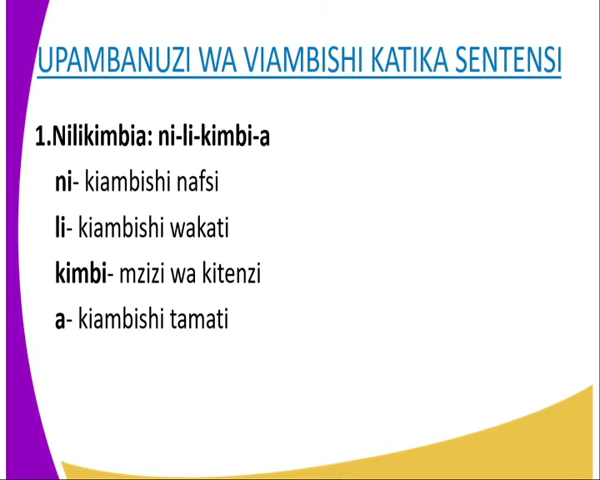 UPAMBANUZI WA VIAMBISHI KATIKA SENTENSI
1.Nilikimbia: ni-li-kimbi-a
ni- kiambishi nafsi
li- kiambishi wakati
kimbi- mzizi wa kitenzi
a- kiambishi tamati